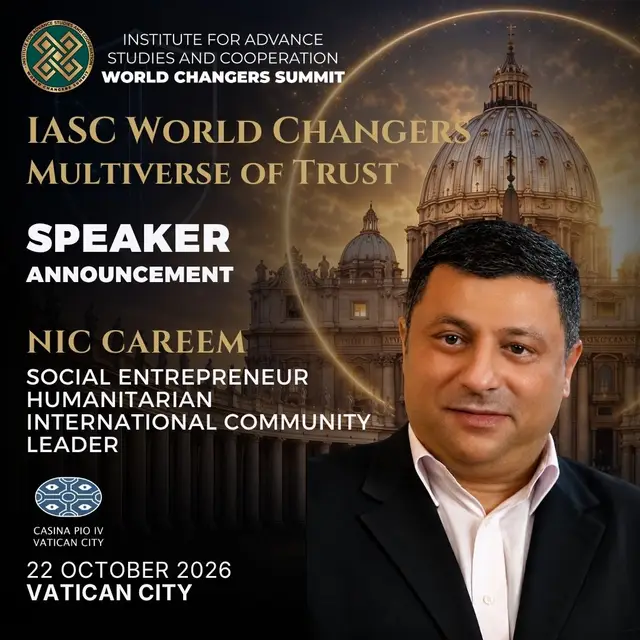 INSTITUTE FOR ADVANCE
STUDIES AND COOPERATION
WORLD CHANGERS SUMMIT
IASC WORLD CHANGERS
MULTIVERSE OF TRUST
SPEAKER
ANNOUNCEMENT
NIC CAREEM
SOCIAL ENTREPRENEUR
HUMANITARIAN
INTERNATIONAL COMMUNITY
LEADER
CASINA PIO IV
VATICAN CITY
22 OCTOBER 2026
VATICAN CITY